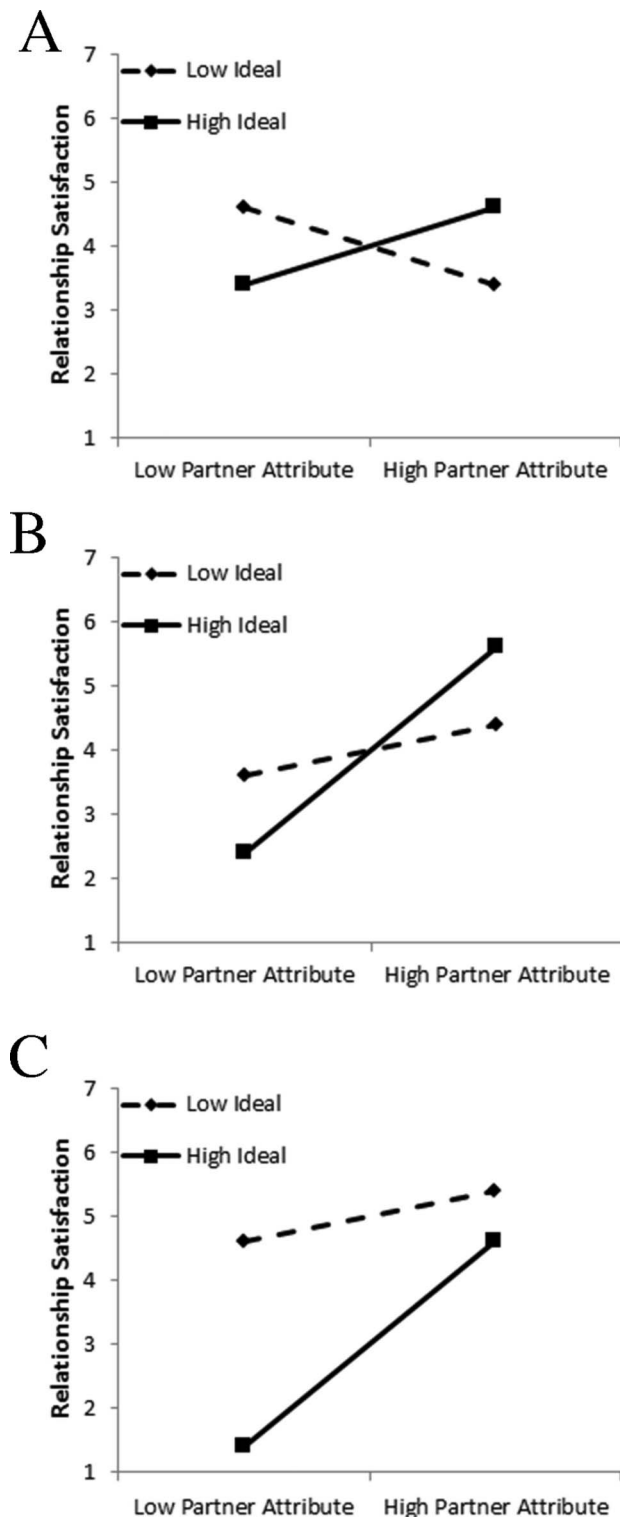 A
7
Low Ideal
6
High Ideal
5
4
3
2
1
Relationship Satisfaction
Low Partner Attribute High Partner Attribute
B
7
Low Ideal
6
High Ideal
5
4
3
2
1
Relationship Satisfaction
Low Partner Attribute High Partner Attribute
C
7
Low Ideal
6
High Ideal
5
4
3
2
1
Relationship Satisfaction
Low Partner Attribute High Partner Attribute